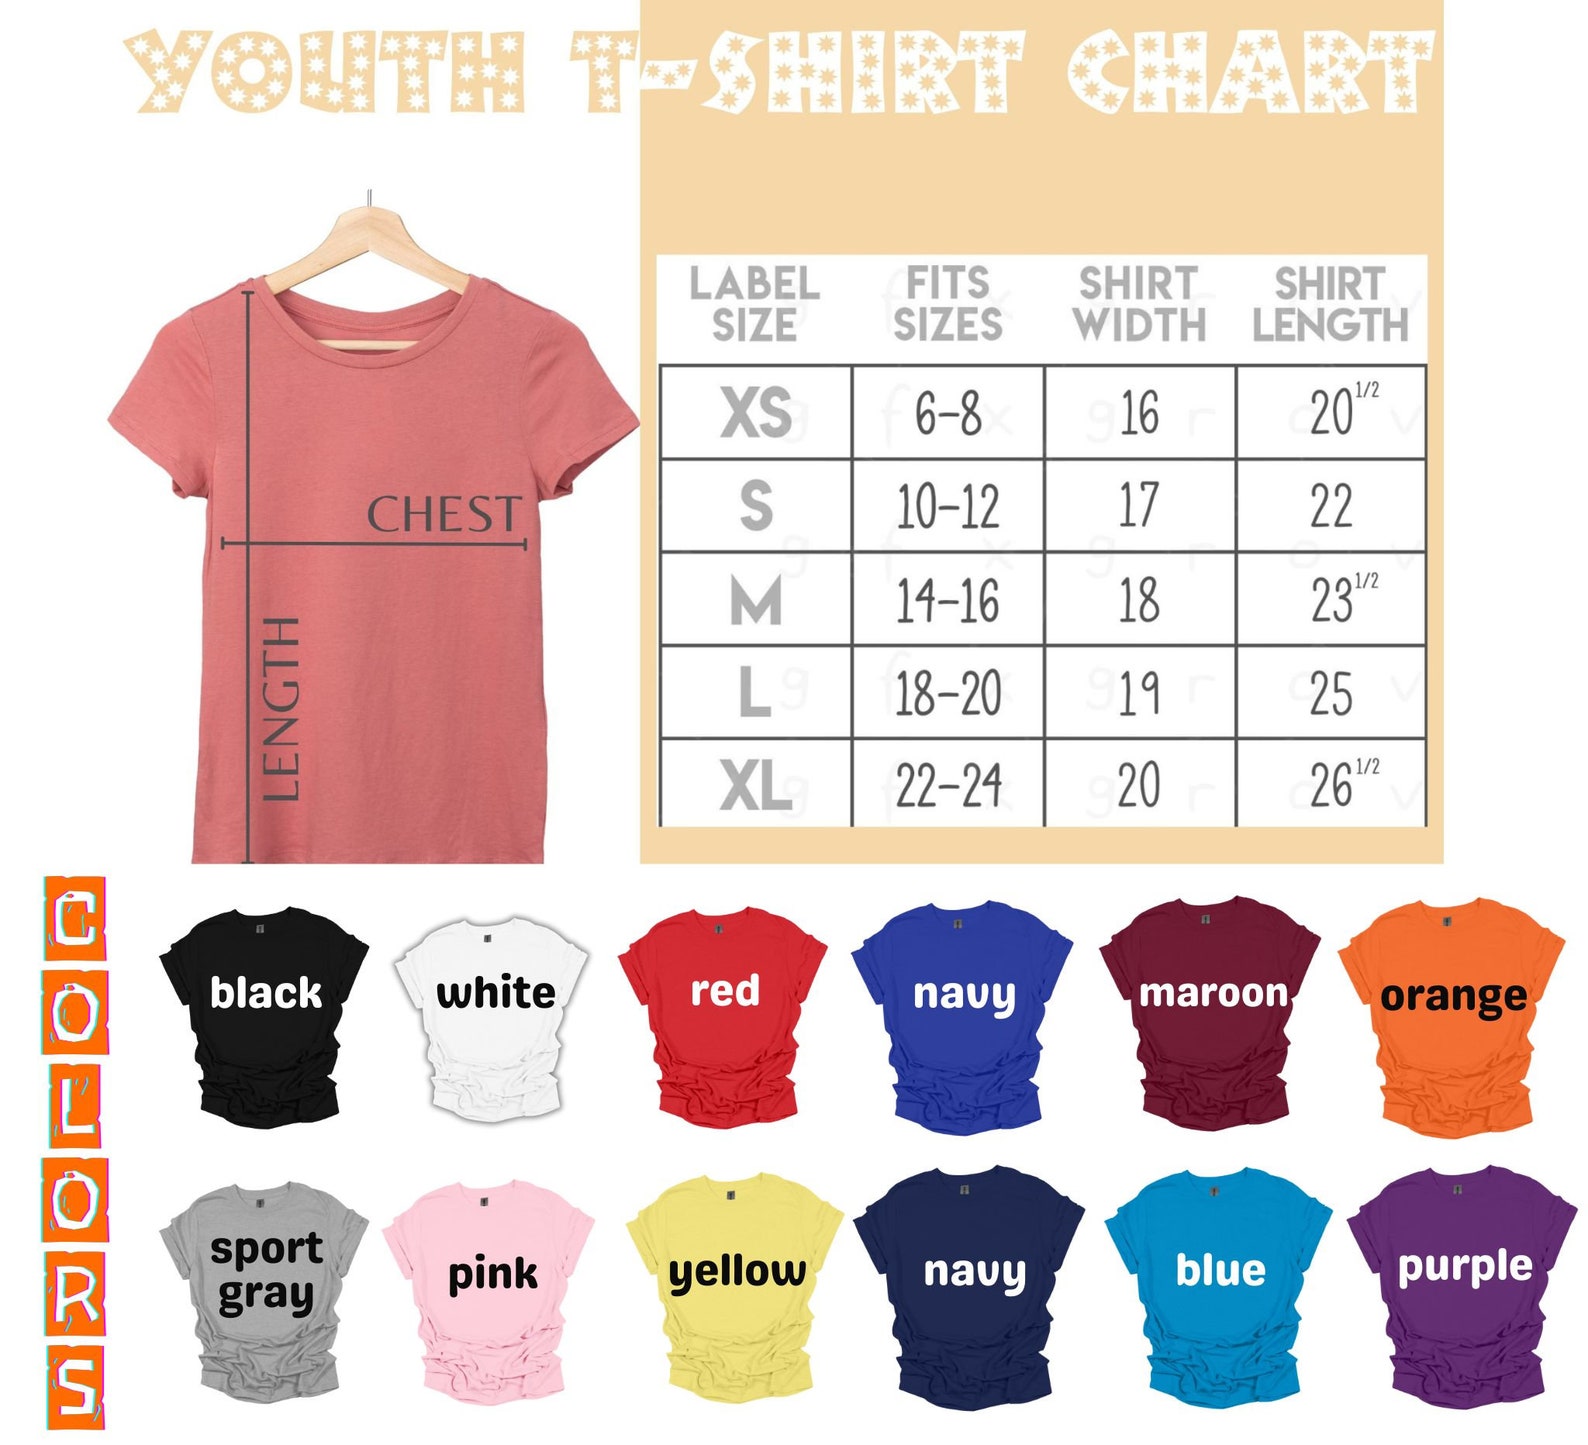 YOUTH T-SHIRT CHART
LABEL SIZE FITS SIZES SHIRT WIDTH SHIRT LENGTH
XS 6–8 16 20 1/2
S 10–12 17 22
M 14–16 18 23 1/2
L 18–20 19 25
XL 22–24 20 26 1/2
CHEST
LENGTH
COLORS
black white red navy maroon orange
sport gray pink yellow navy blue purple